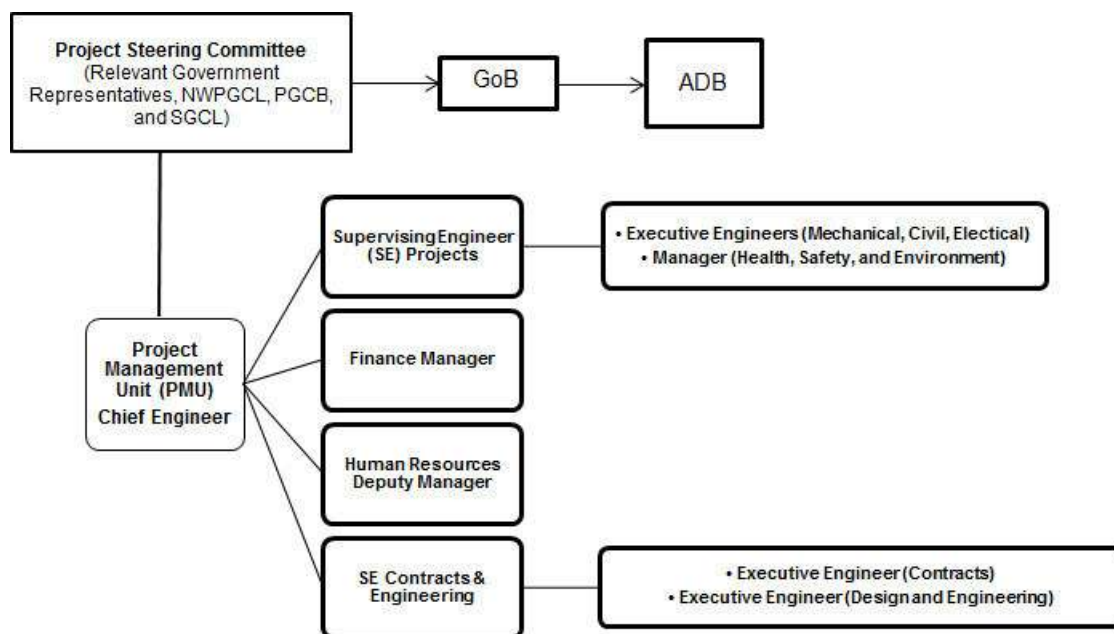 Project Steering Committee
(Relevant Government
Representatives, NWPGCL, PGCB,
and SGCL)
GoB
ADB
Supervising Engineer
(SE) Projects
• Executive Engineers (Mechanical, Civil, Electical)
• Manager (Health, Safety, and Environment)
Project
Management
Unit (PMU)
Chief Engineer
Finance Manager
Human Resources
Deputy Manager
SE Contracts &
Engineering
• Executive Engineer (Contracts)
• Executive Engineer (Design and Engineering)